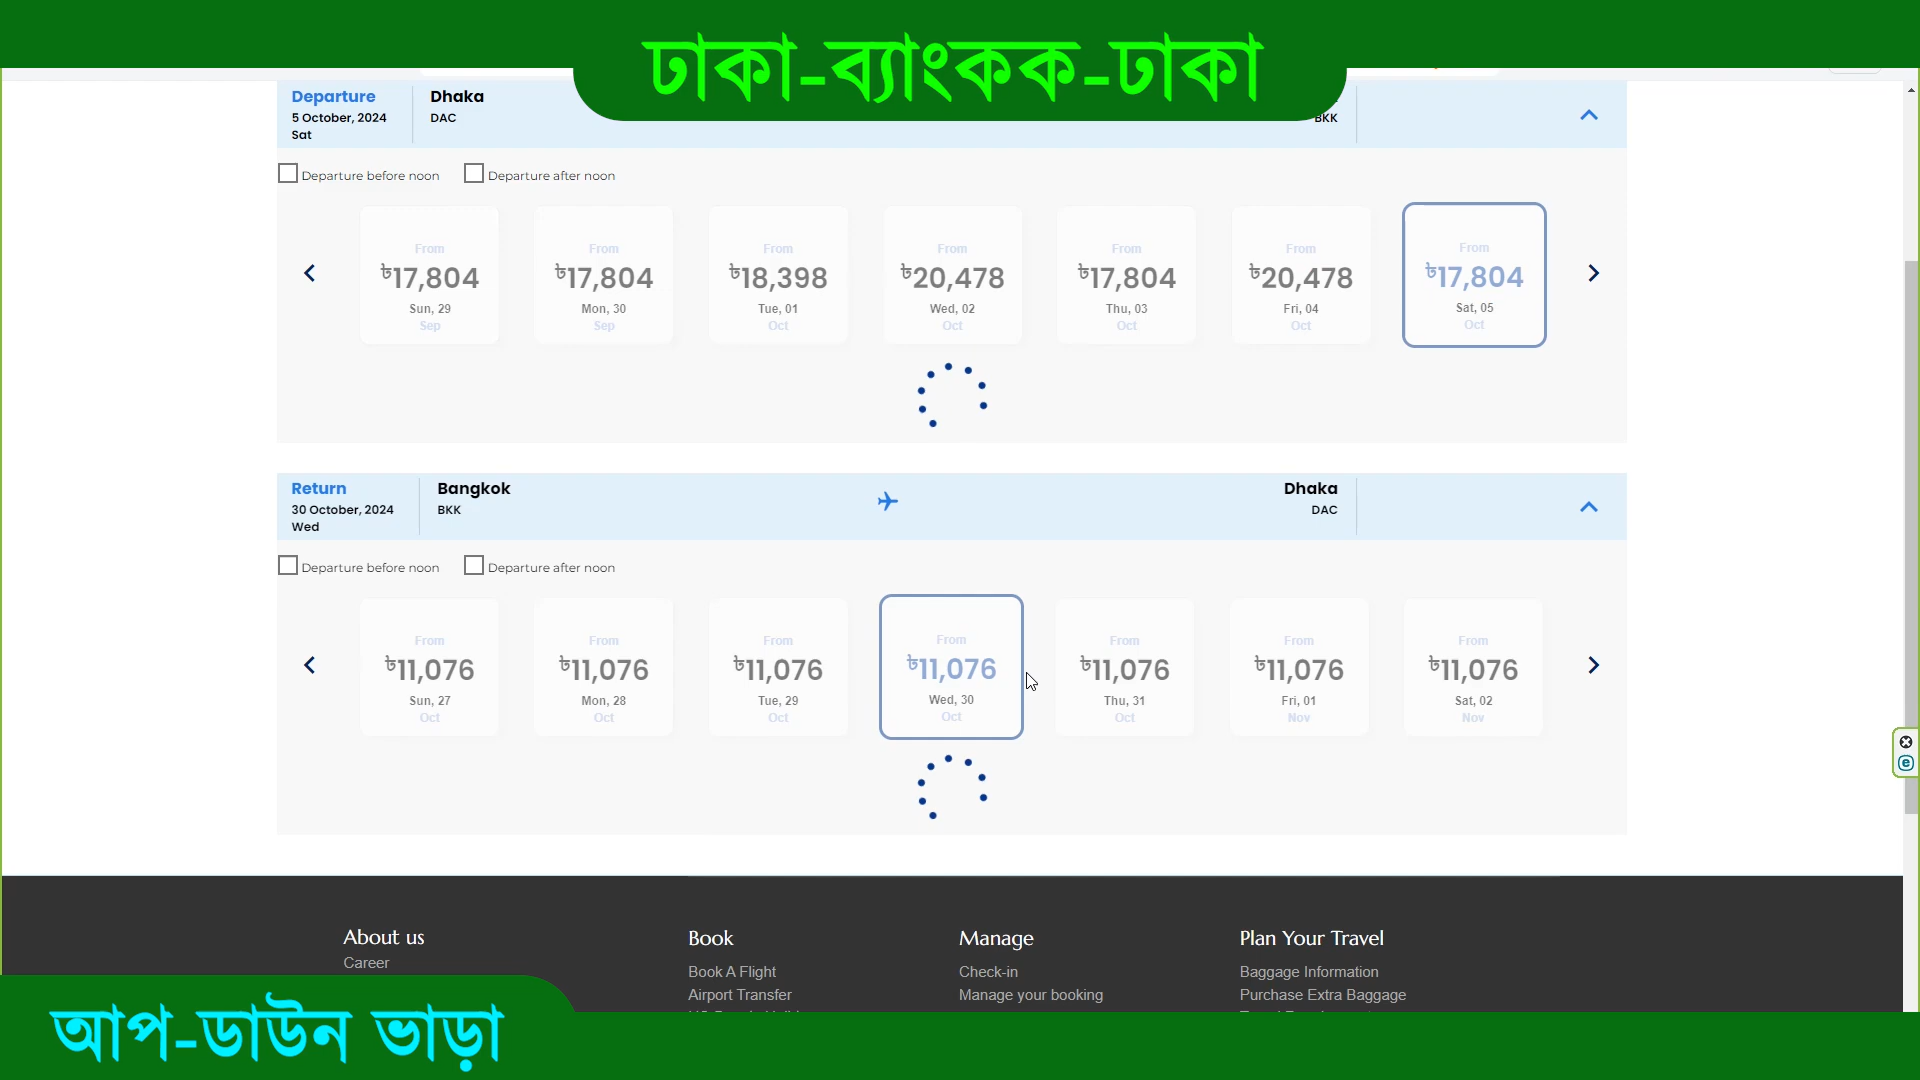 ঢাকা-ব্যাংকক-ঢাকা
Departure
5 October, 2024
Sat
Dhaka
DAC
BKK
Departure before noon
Departure after noon
From
৳17,804
Sun, 29
Sep
From
৳17,804
Mon, 30
Sep
From
৳18,398
Tue, 01
Oct
From
৳20,478
Wed, 02
Oct
From
৳17,804
Thu, 03
Oct
From
৳20,478
Fri, 04
Oct
From
৳17,804
Sat, 05
Oct
Return
30 October, 2024
Wed
Bangkok
BKK
Dhaka
DAC
Departure before noon
Departure after noon
From
৳11,076
Sun, 27
Oct
From
৳11,076
Mon, 28
Oct
From
৳11,076
Tue, 29
Oct
From
৳11,076
Wed, 30
Oct
From
৳11,076
Thu, 31
Oct
From
৳11,076
Fri, 01
Nov
From
৳11,076
Sat, 02
Nov
About us
Career
Book
Book A Flight
Airport Transfer
Manage
Check-in
Manage your booking
Plan Your Travel
Baggage Information
Purchase Extra Baggage
আপ-ডাউন ভাড়া